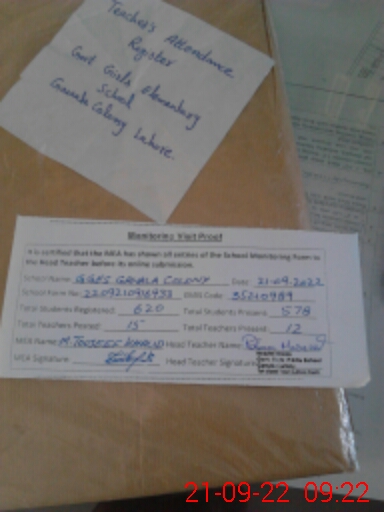 Teacher's Attendance
Register
Govt Girls Elementary
School
Gawala Colony Lahore.
Monitoring Visit Proof
It is certified that the MEA has shown all entries of the School Monitoring Form to
the Head Teacher before its online submission.
School Name: GGES GAWALA COLONY Date: 21-09-2022
School Form No: EMIS Code: 35210989
Total Students Registered: 620 Total Students Present: 578
Total Teachers Posted: 15 Total Teachers Present: 12
MEA Name: M. TOUSEEF Head Teacher Name:
MEA Signature: Head Teacher Signature:
21-09-22 09:22